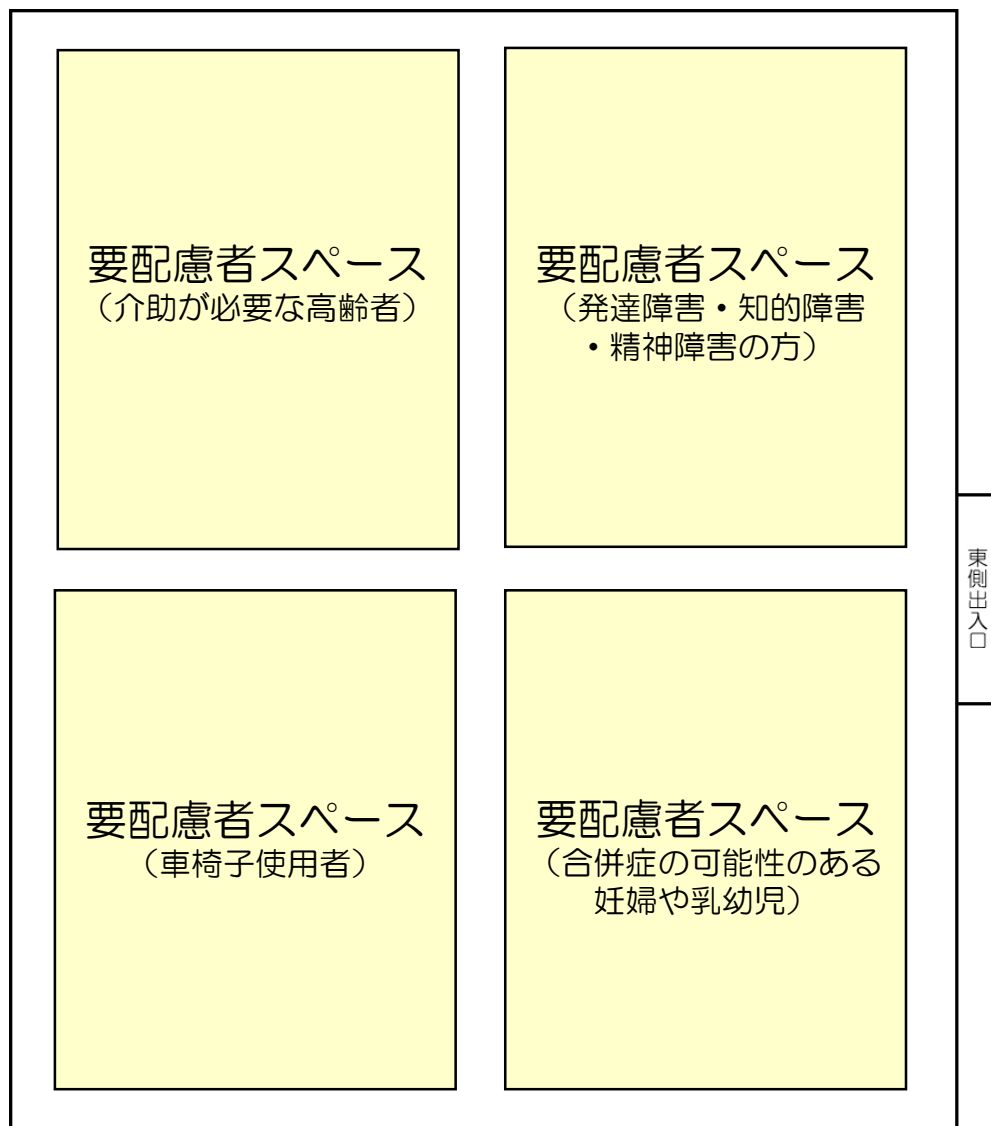 要配慮者スペース
（介助が必要な高齢者）
要配慮者スペース
（発達障害・知的障害
・精神障害の方）
東側出入口
要配慮者スペース
（車椅子使用者）
要配慮者スペース
（合併症の可能性のある
妊婦や乳幼児）